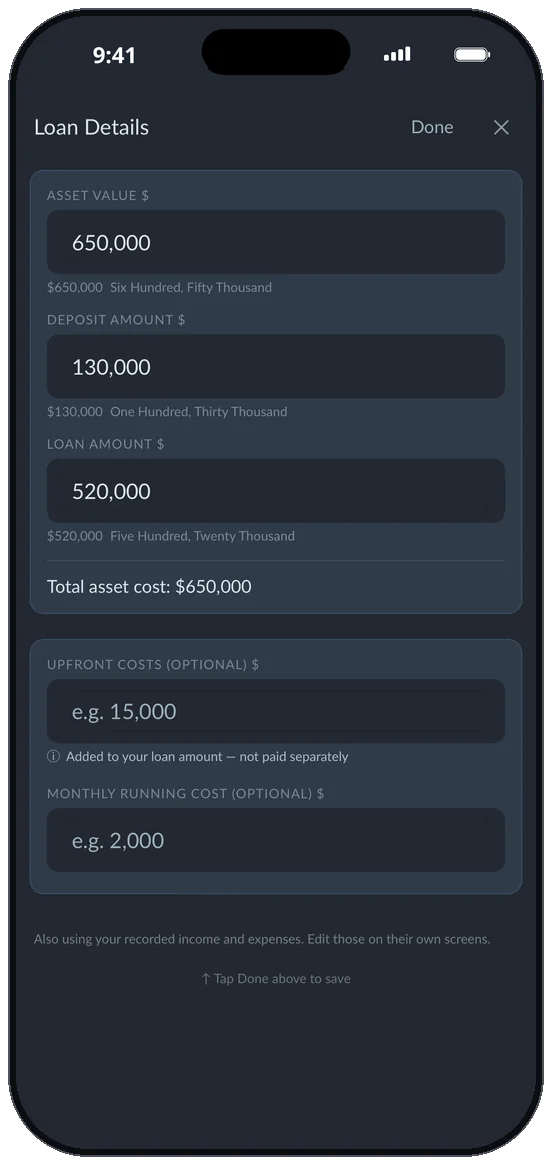 9:41
Loan Details
Done
ASSET VALUE $
650,000
$650,000 Six Hundred, Fifty Thousand
DEPOSIT AMOUNT $
130,000
$130,000 One Hundred, Thirty Thousand
LOAN AMOUNT $
520,000
$520,000 Five Hundred, Twenty Thousand
Total asset cost: $650,000
UPFRONT COSTS (OPTIONAL) $
e.g. 15,000
ⓘ Added to your loan amount — not paid separately
MONTHLY RUNNING COST (OPTIONAL) $
e.g. 2,000
Also using your recorded income and expenses. Edit those on their own screens.
↑ Tap Done above to save